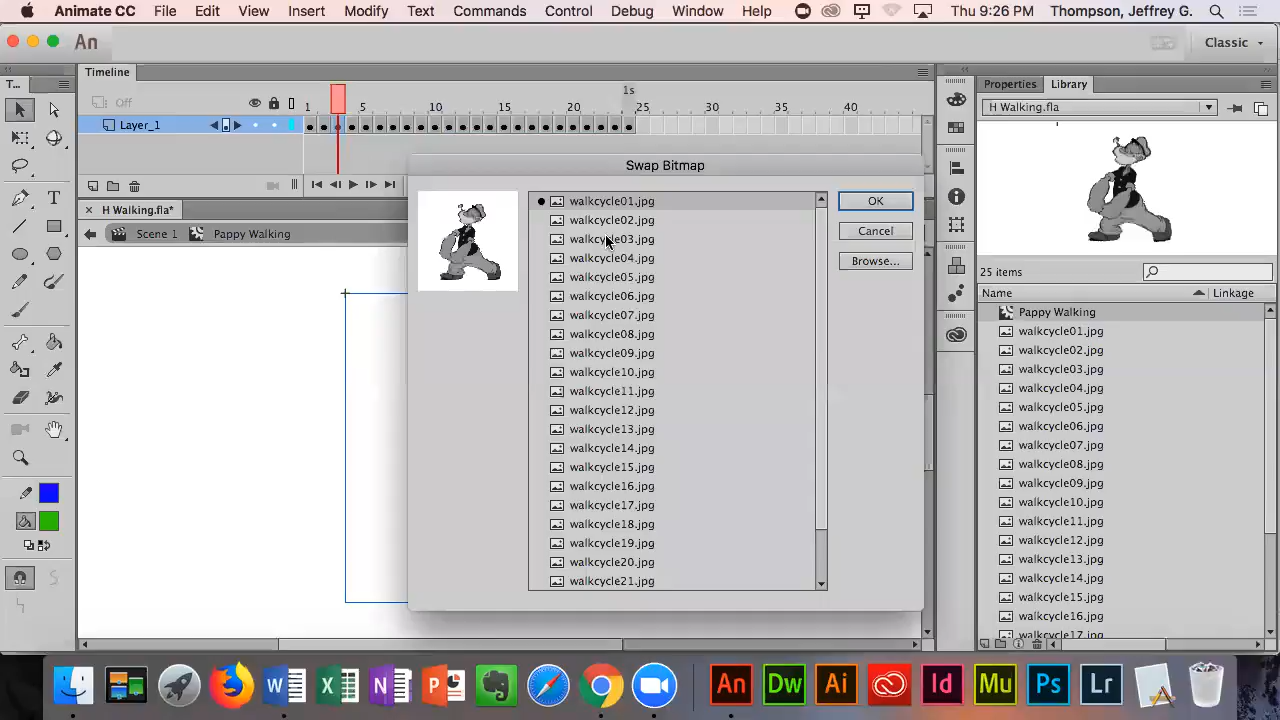 Animate CC File Edit View Insert Modify Text Commands Control Debug Window Help Thu 9:26 PM Thompson, Jeffrey G.
An Classic
T... Timeline Properties Library
Off 1s H Walking.fla
1 5 10 15 20 25 30 35 40
Layer_1
Swap Bitmap
H Walking.fla*
Scene 1 Pappy Walking
walkcycle01.jpg
walkcycle02.jpg
walkcycle03.jpg
walkcycle04.jpg
walkcycle05.jpg
walkcycle06.jpg
walkcycle07.jpg
walkcycle08.jpg
walkcycle09.jpg
walkcycle10.jpg
walkcycle11.jpg
walkcycle12.jpg
walkcycle13.jpg
walkcycle14.jpg
walkcycle15.jpg
walkcycle16.jpg
walkcycle17.jpg
walkcycle18.jpg
walkcycle19.jpg
walkcycle20.jpg
walkcycle21.jpg
OK
Cancel
Browse...
25 items
Name Linkage
Pappy Walking
walkcycle01.jpg
walkcycle02.jpg
walkcycle03.jpg
walkcycle04.jpg
walkcycle05.jpg
walkcycle06.jpg
walkcycle07.jpg
walkcycle08.jpg
walkcycle09.jpg
walkcycle10.jpg
walkcycle11.jpg
walkcycle12.jpg
walkcycle13.jpg
walkcycle14.jpg
walkcycle15.jpg
walkcycle16.jpg
walkcycle17.jpg
W X N P An Dw Ai Id Mu Ps Lr